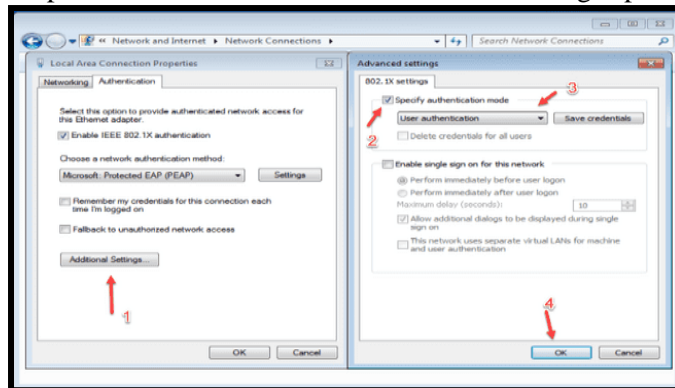 Network and Internet
Network Connections
Search Network Connections
Local Area Connection Properties
Networking
Authentication
Select this option to provide authenticated network access for
this Ethernet adapter.
Enable IEEE 802.1X authentication
Choose a network authentication method:
Microsoft: Protected EAP (PEAP)
Settings
Remember my credentials for this connection each
time I'm logged on
Fallback to unauthorized network access
Additional Settings...
1
OK
Cancel
Advanced settings
802.1X settings
3
Specify authentication mode
2
User authentication
Save credentials
Delete credentials for all users
Enable single sign on for this network
Perform immediately before user logon
Perform immediately after user logon
Maximum delay (seconds):
10
Allow additional dialogs to be displayed during single
sign on
This network uses separate virtual LANs for machine
and user authentication
4
OK
Cancel